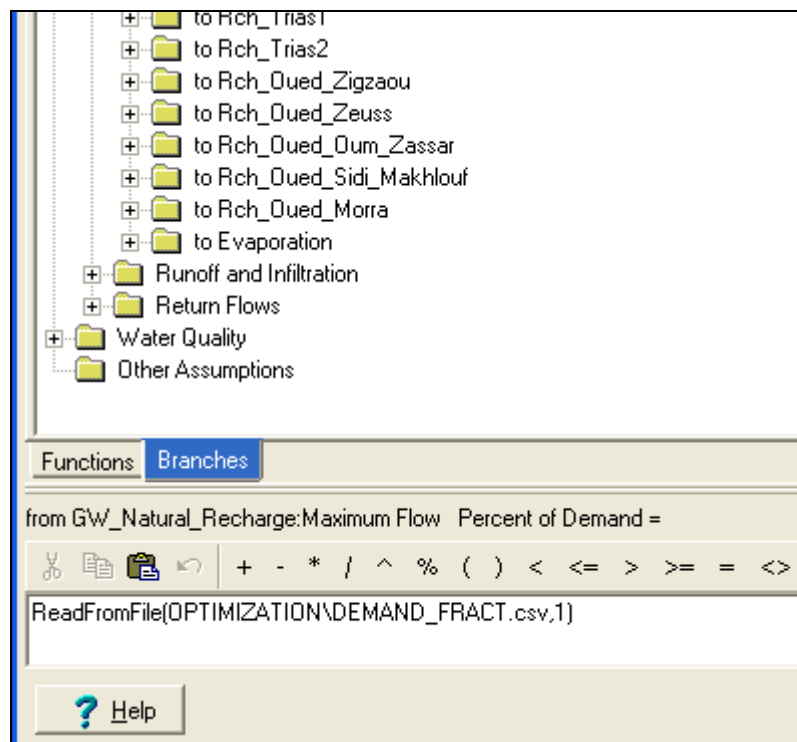 to Rch_Trias1
to Rch_Trias2
to Rch_Oued_Zigzaou
to Rch_Oued_Zeuss
to Rch_Oued_Oum_Zassar
to Rch_Oued_Sidi_Makhlouf
to Rch_Oued_Morra
to Evaporation
Runoff and Infiltration
Return Flows
Water Quality
Other Assumptions
Functions Branches
from GW_Natural_Recharge:Maximum Flow Percent of Demand =
+ - * / ^ % ( ) < <= > >= = <>
ReadFromFile(OPTIMIZATION\DEMAND_FRACT.csv,1)
? Help